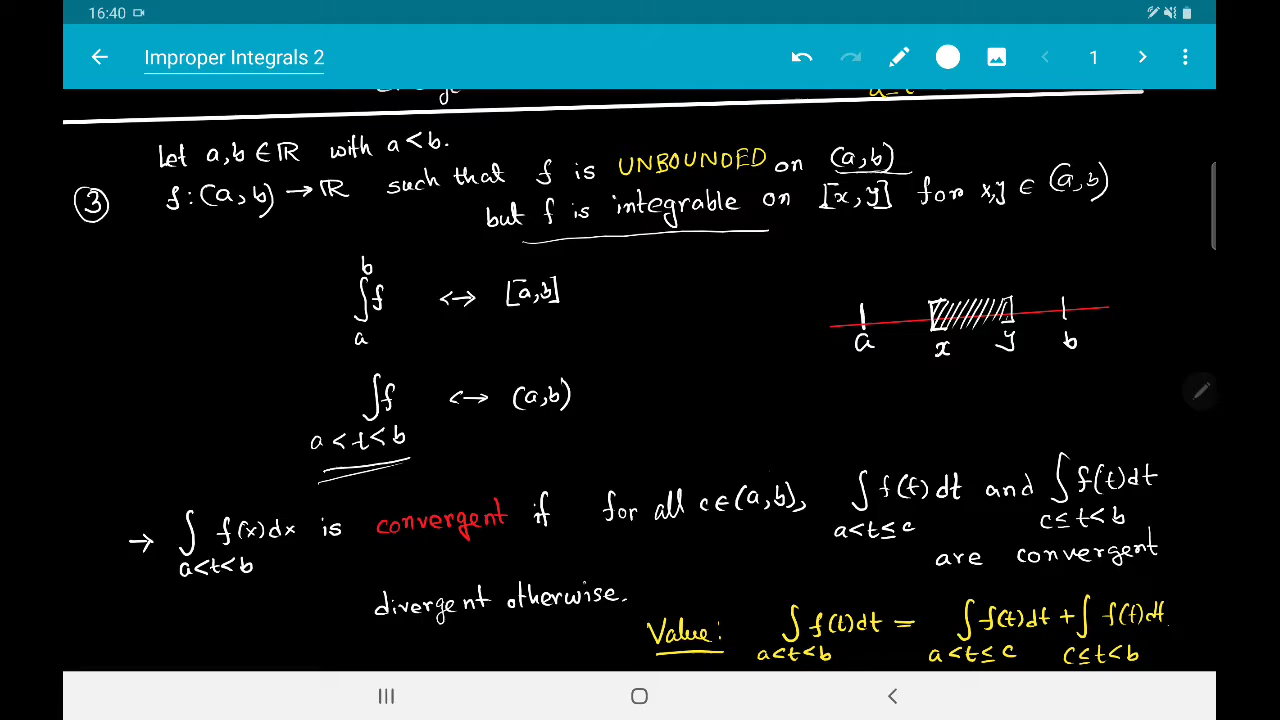 16:40
Improper Integrals 2
1
Let a,b ∈ ℝ with a<b.
③ f:(a,b)→ℝ such that f is UNBOUNDED on (a,b)
but f is integrable on [x,y] for x,y ∈ (a,b)
∫_a^b f ↔ [a,b]
a x y b
∫_{a<t<b} f ↔ (a,b)
→ ∫_{a<t<b} f(x)dx is convergent if for all c∈(a,b), ∫_{a<t≤c} f(t)dt and ∫_{c≤t<b} f(t)dt
are convergent
divergent otherwise.
Value: ∫_{a<t<b} f(t)dt = ∫_{a<t≤c} f(t)dt + ∫_{c≤t<b} f(t)dt.